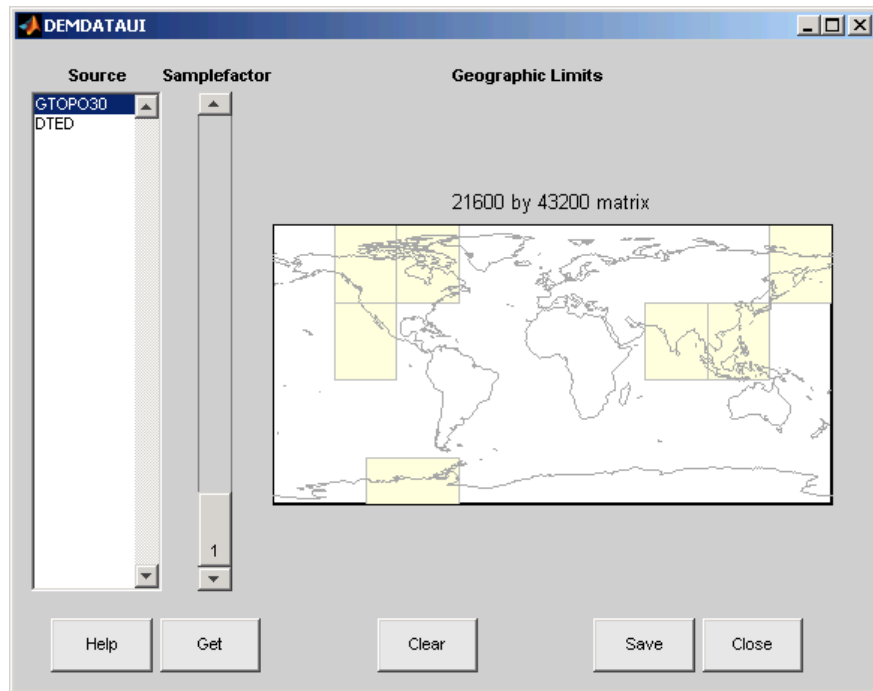 DEMDATAUI
Source Samplefactor Geographic Limits
GTOPO30
DTED
21600 by 43200 matrix
1
Help Get Clear Save Close